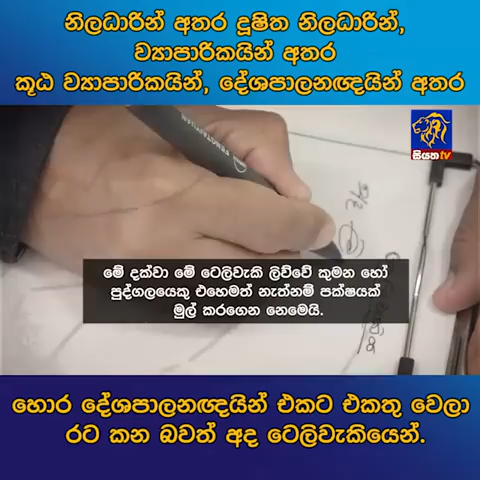 නිලධාරින් අතර දූෂිත නිලධාරින්,
ව්‍යාපාරිකයින් අතර
කූඨ ව්‍යාපාරිකයින්, දේශපාලනඥයින් අතර
සියත tv
මේ දක්වා මේ ටෙලිවැකි ලිව්වේ කුමන හෝ
පුද්ගලයෙකු එහෙමත් නැත්නම් පක්ෂයක්
මුල් කරගෙන නෙමෙයි.
හොර දේශපාලනඥයින් එකට එකතු වෙලා
රට කන බවත් අද ටෙලිවැකියෙන්.